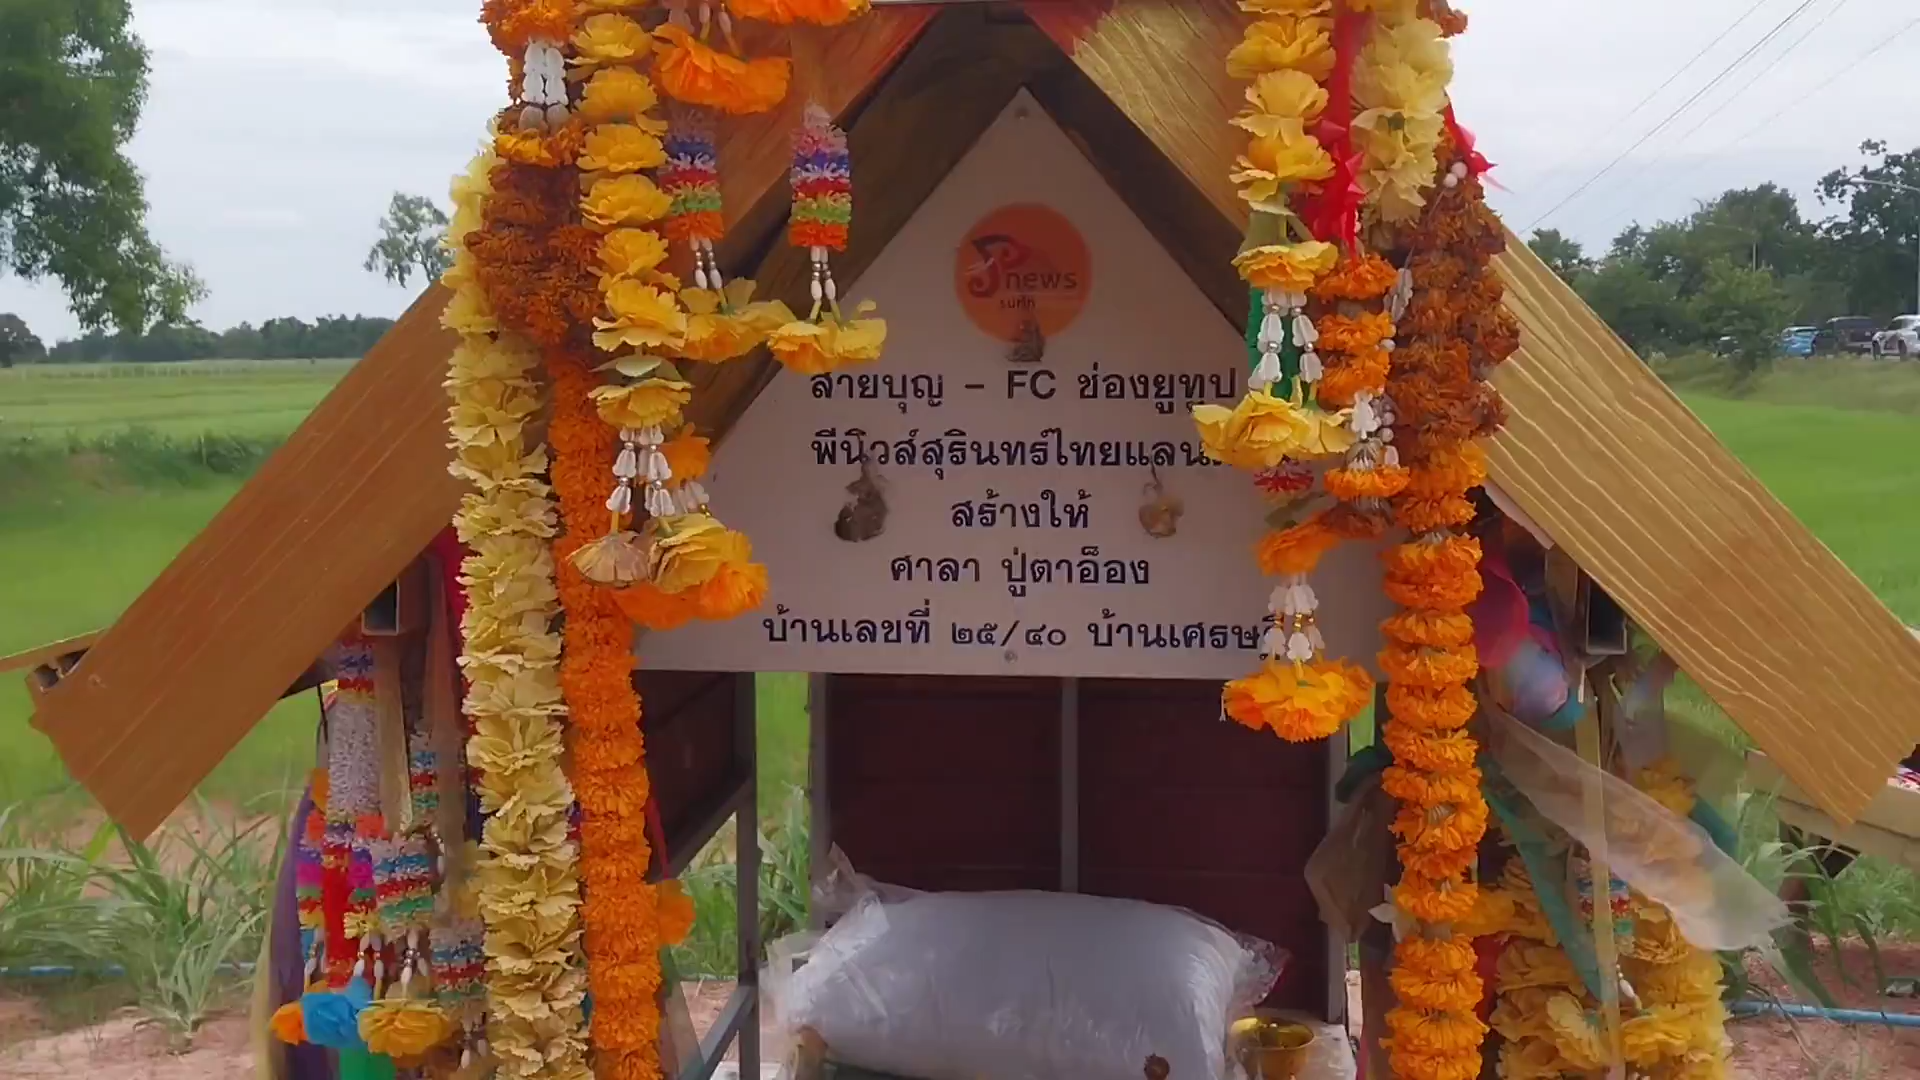 Pnews
สายบุญ - FC ช่องยูทูป
พีนิวส์สุรินทร์ไทยแลนด์
สร้างให้
ศาลา ปู่ตาอ็อง
บ้านเลขที่ ๒๕/๔๐ บ้านเศรษฐี